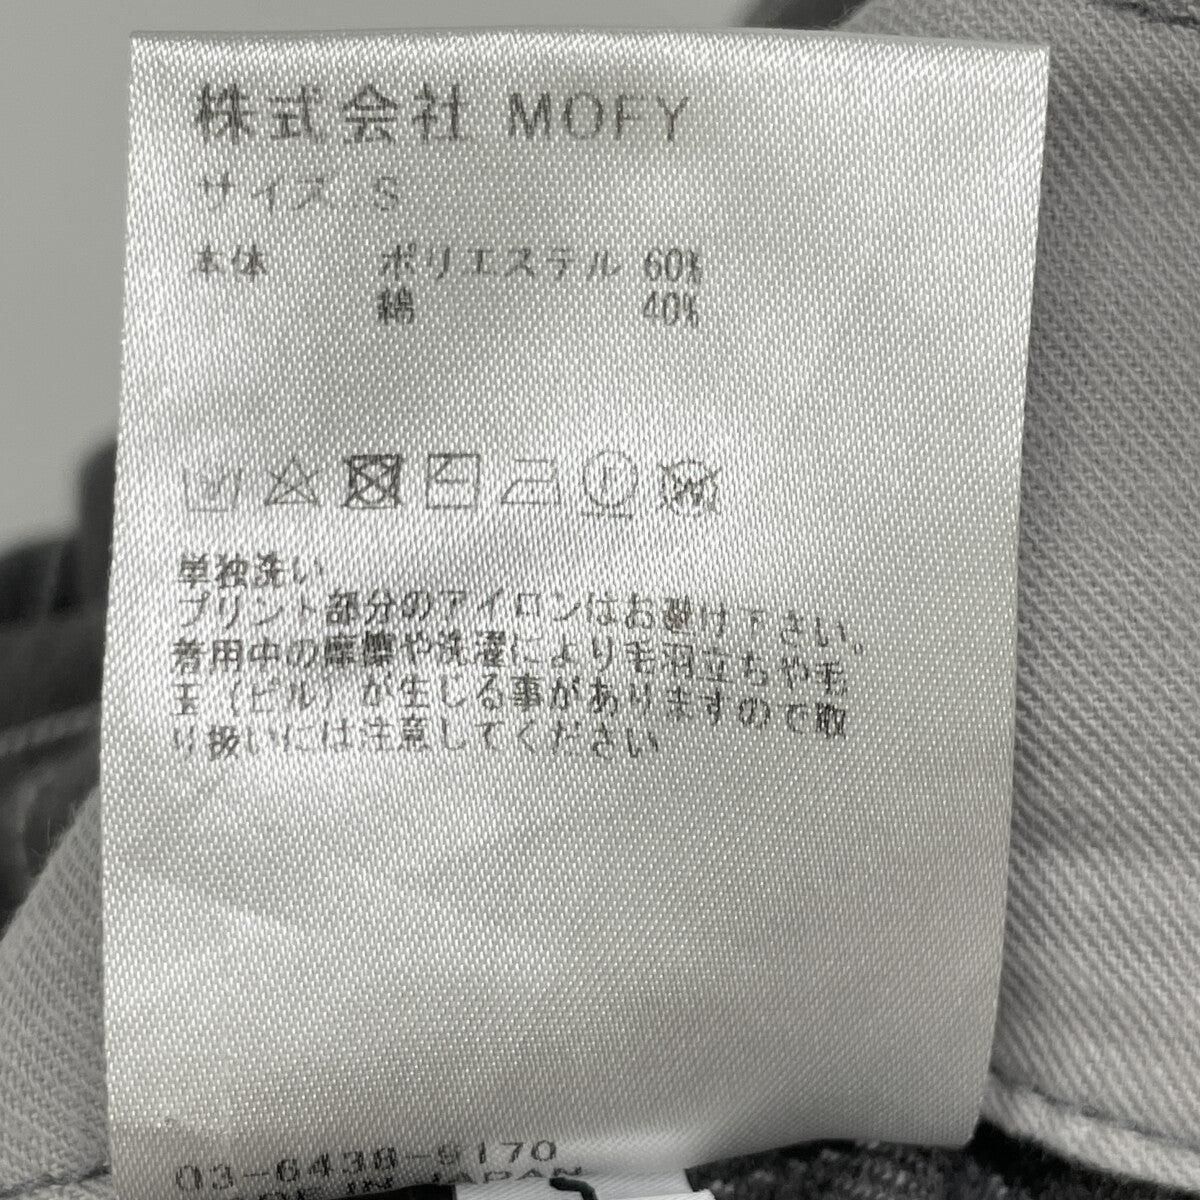 株式会社 MOFY
サイズ S
本体 ポリエステル 60%
綿 40%
単独洗い
プリント部分のアイロンはお避け下さい。
着用中の摩擦や洗濯により毛羽立ちや毛
玉（ピル）が生じる事がありますので取
り扱いには注意してください
03-6438-9170
IN JAPAN